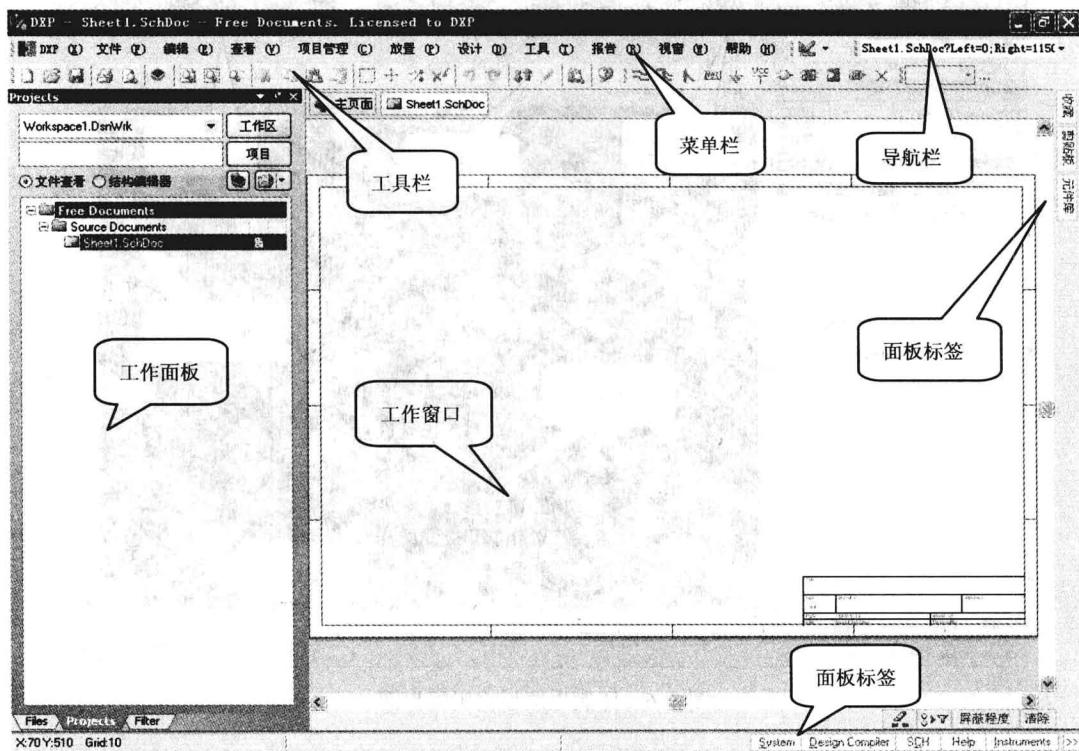 DXP - Sheet1.SchDoc - Free Documents. Licensed to DXP
DXP (X) 文件 (F) 编辑 (E) 查看 (V) 项目管理 (C) 放置 (P) 设计 (D) 工具 (T) 报告 (R) 视窗 (W) 帮助 (H) Sheet1.SchDoc?Left=0;Right=115(
Projects
主页面 Sheet1.SchDoc
收藏
剪贴板
元件库
Workspace1.DsnWrk 工作区
项目
文件查看 结构编辑器
Free Documents
Source Documents
Sheet1.SchDoc
工具栏
菜单栏
导航栏
面板标签
工作面板
工作窗口
面板标签
Files Projects Filter
屏蔽程度 清除
X:70 Y:510 Grid:10
System Design Compiler SCH Help Instruments >>